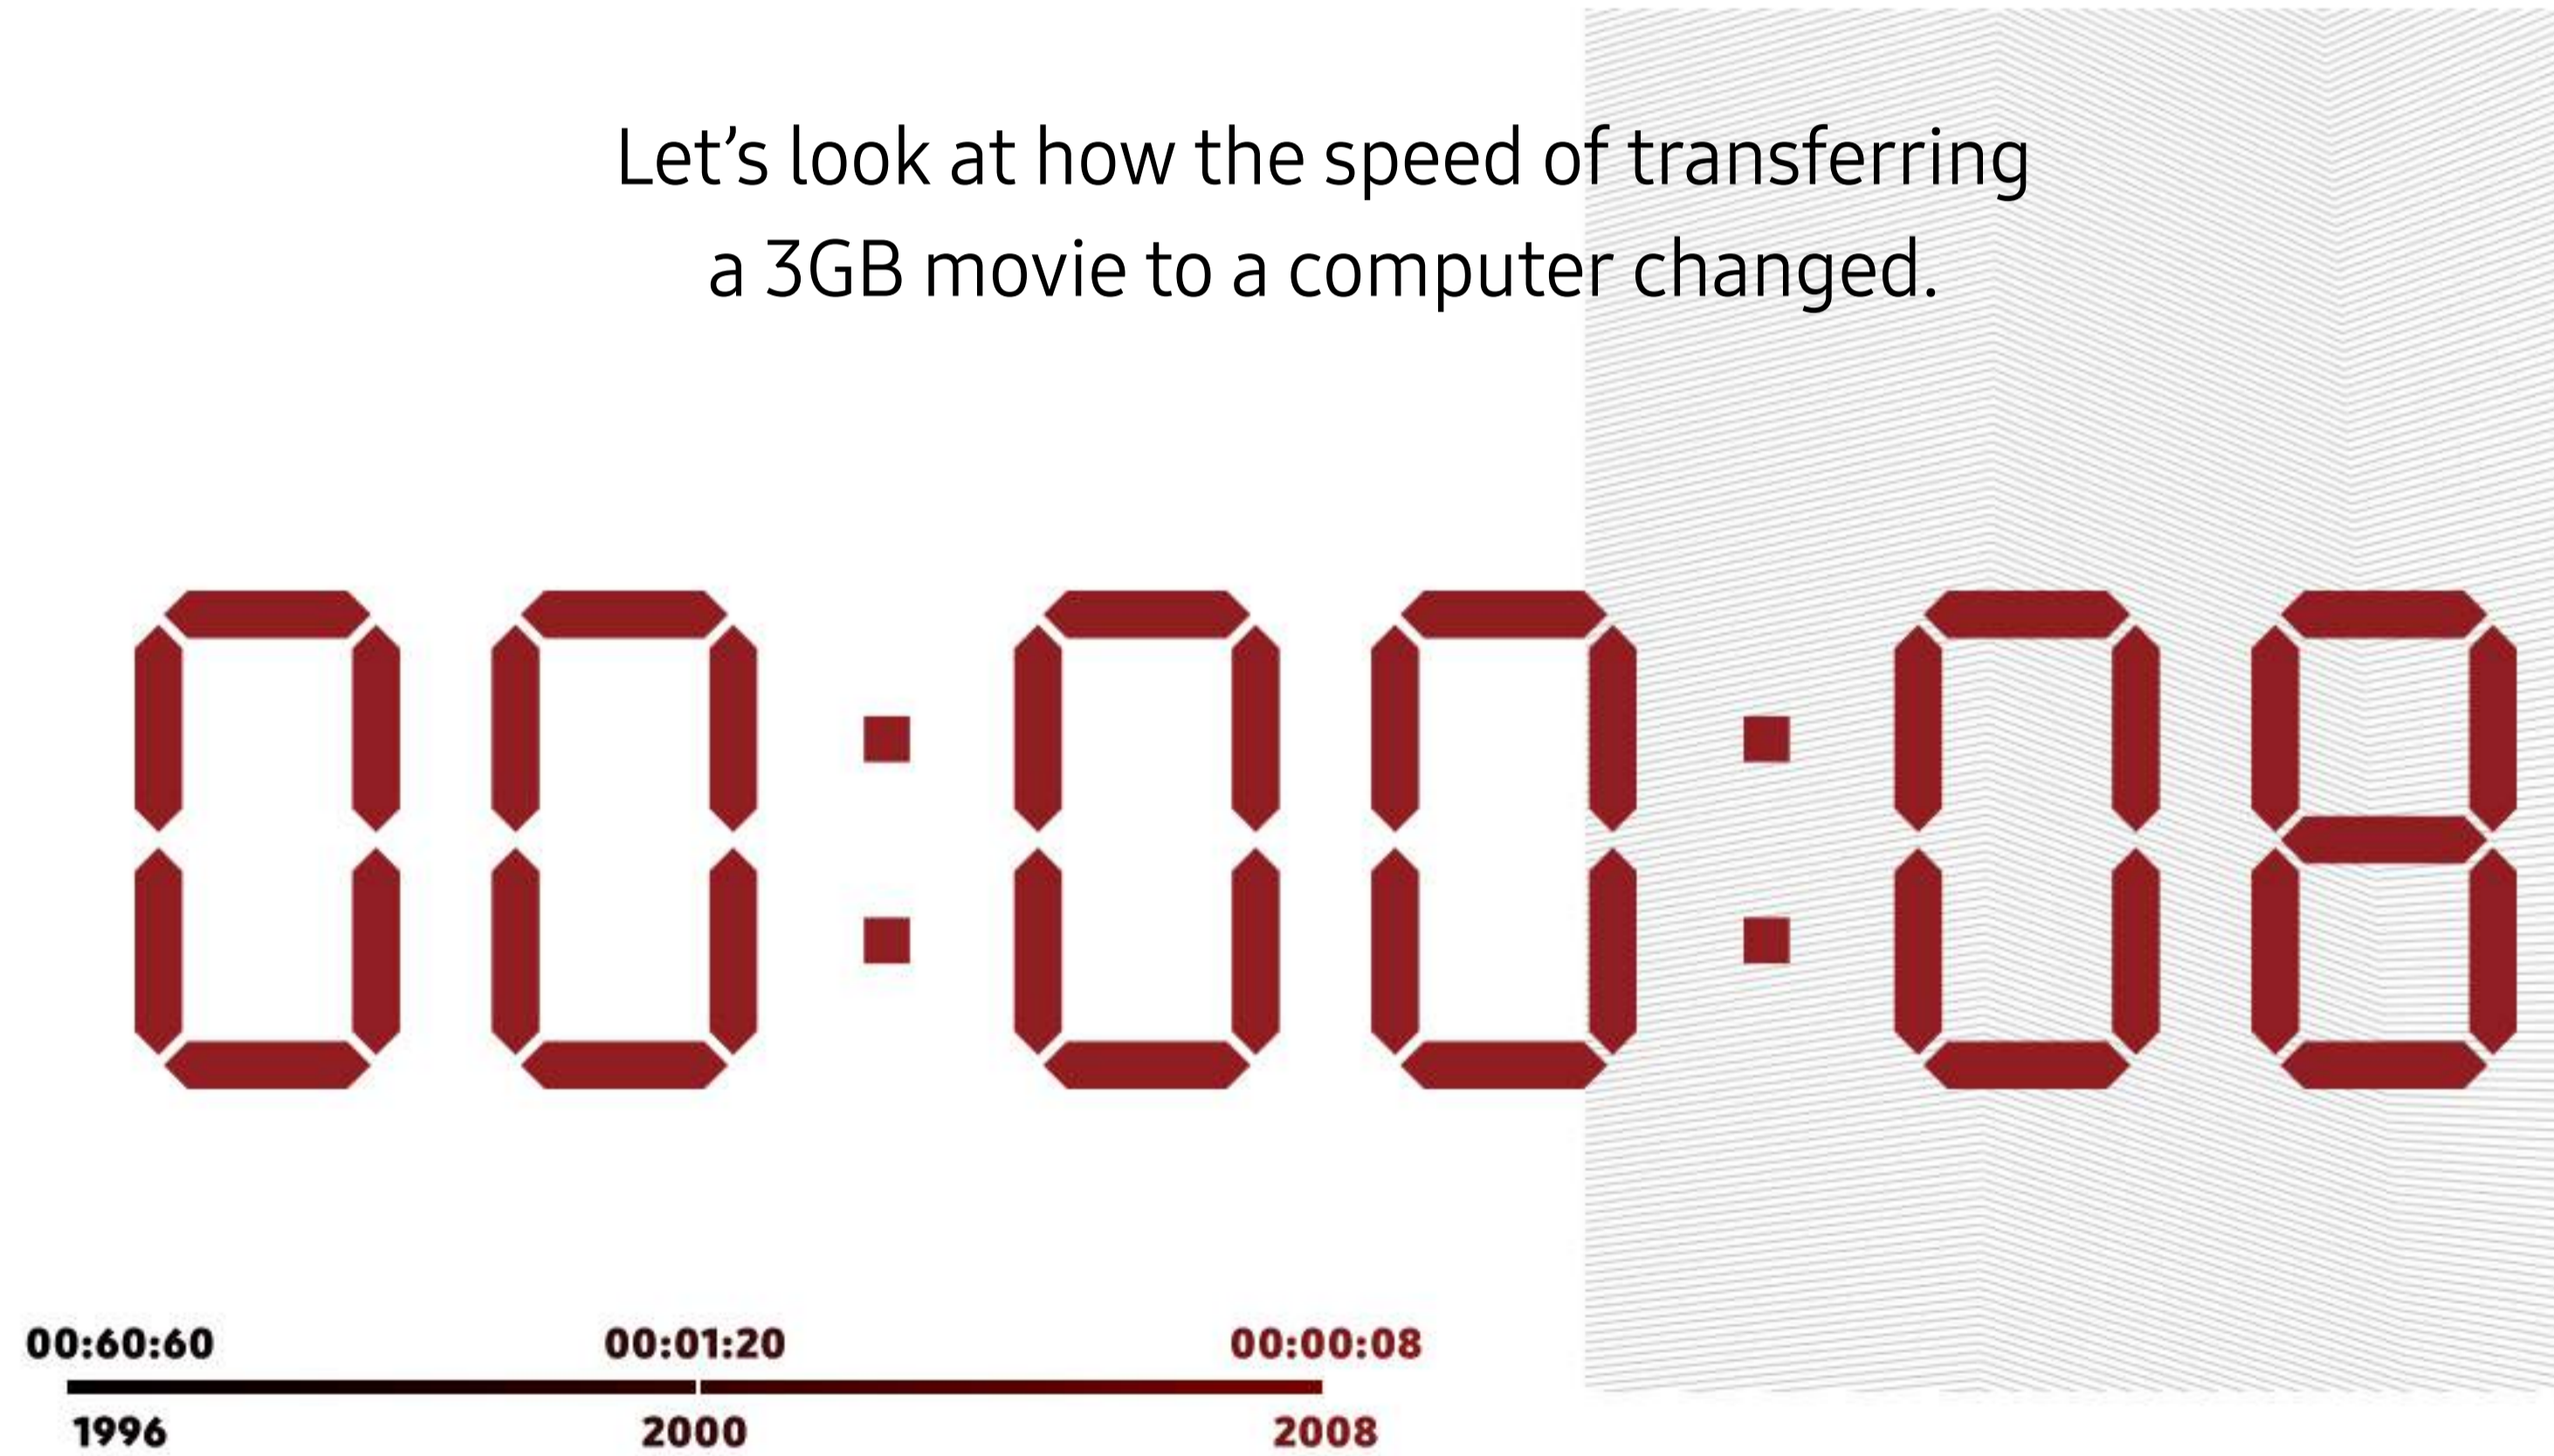 Let’s look at how the speed of transferring
a 3GB movie to a computer changed.
00:00:08
00:60:60 00:01:20 00:00:08
1996 2000 2008